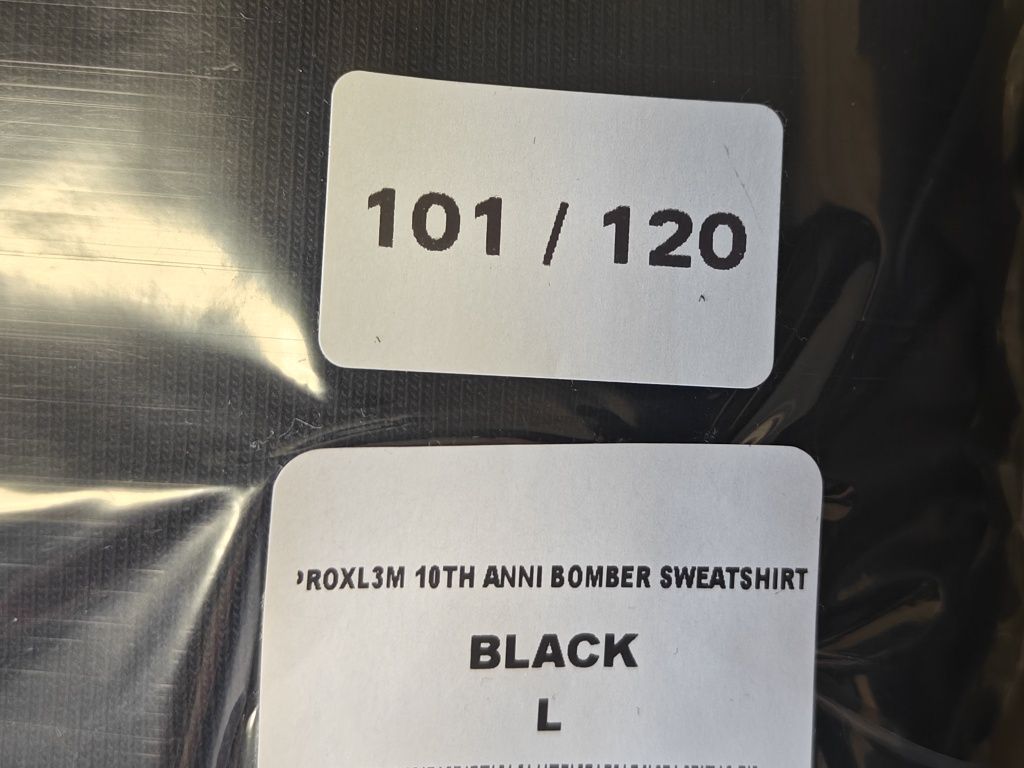 101 / 120
'ROXL3M 10TH ANNI BOMBER SWEATSHIRT
BLACK
L